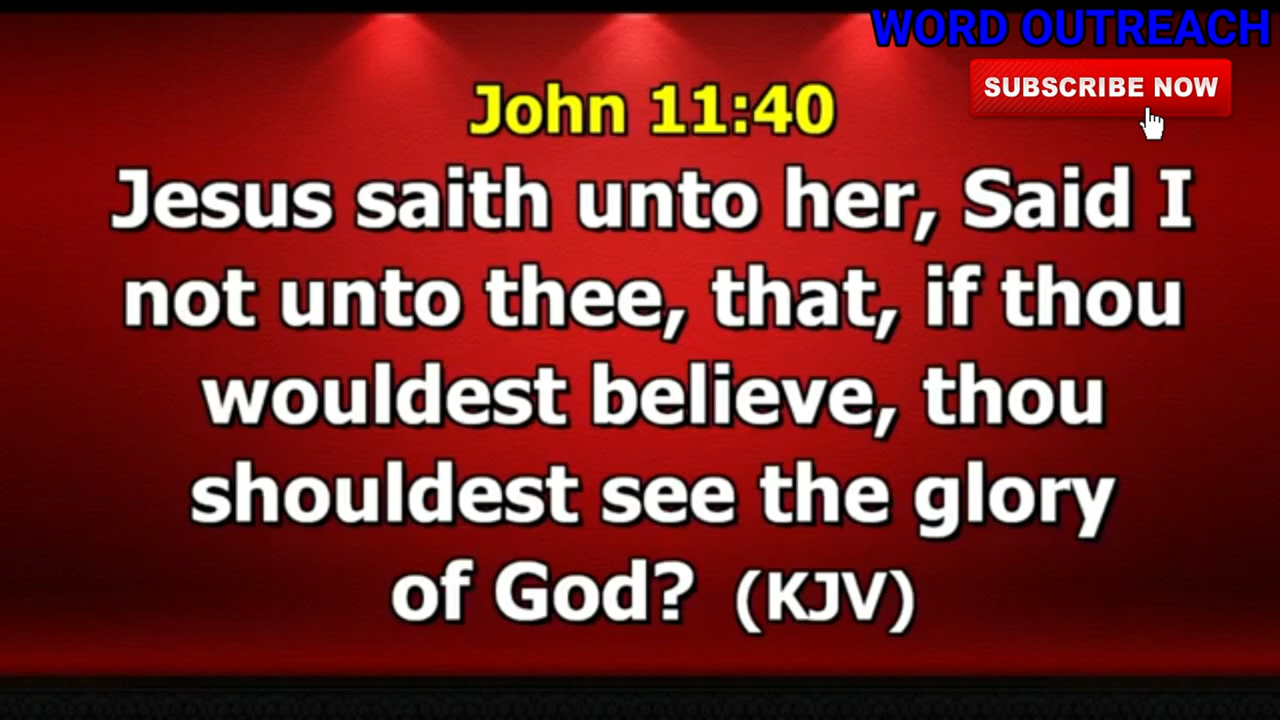 WORD OUTREACH
SUBSCRIBE NOW
John 11:40
Jesus saith unto her, Said I
not unto thee, that, if thou
wouldest believe, thou
shouldest see the glory
of God? (KJV)